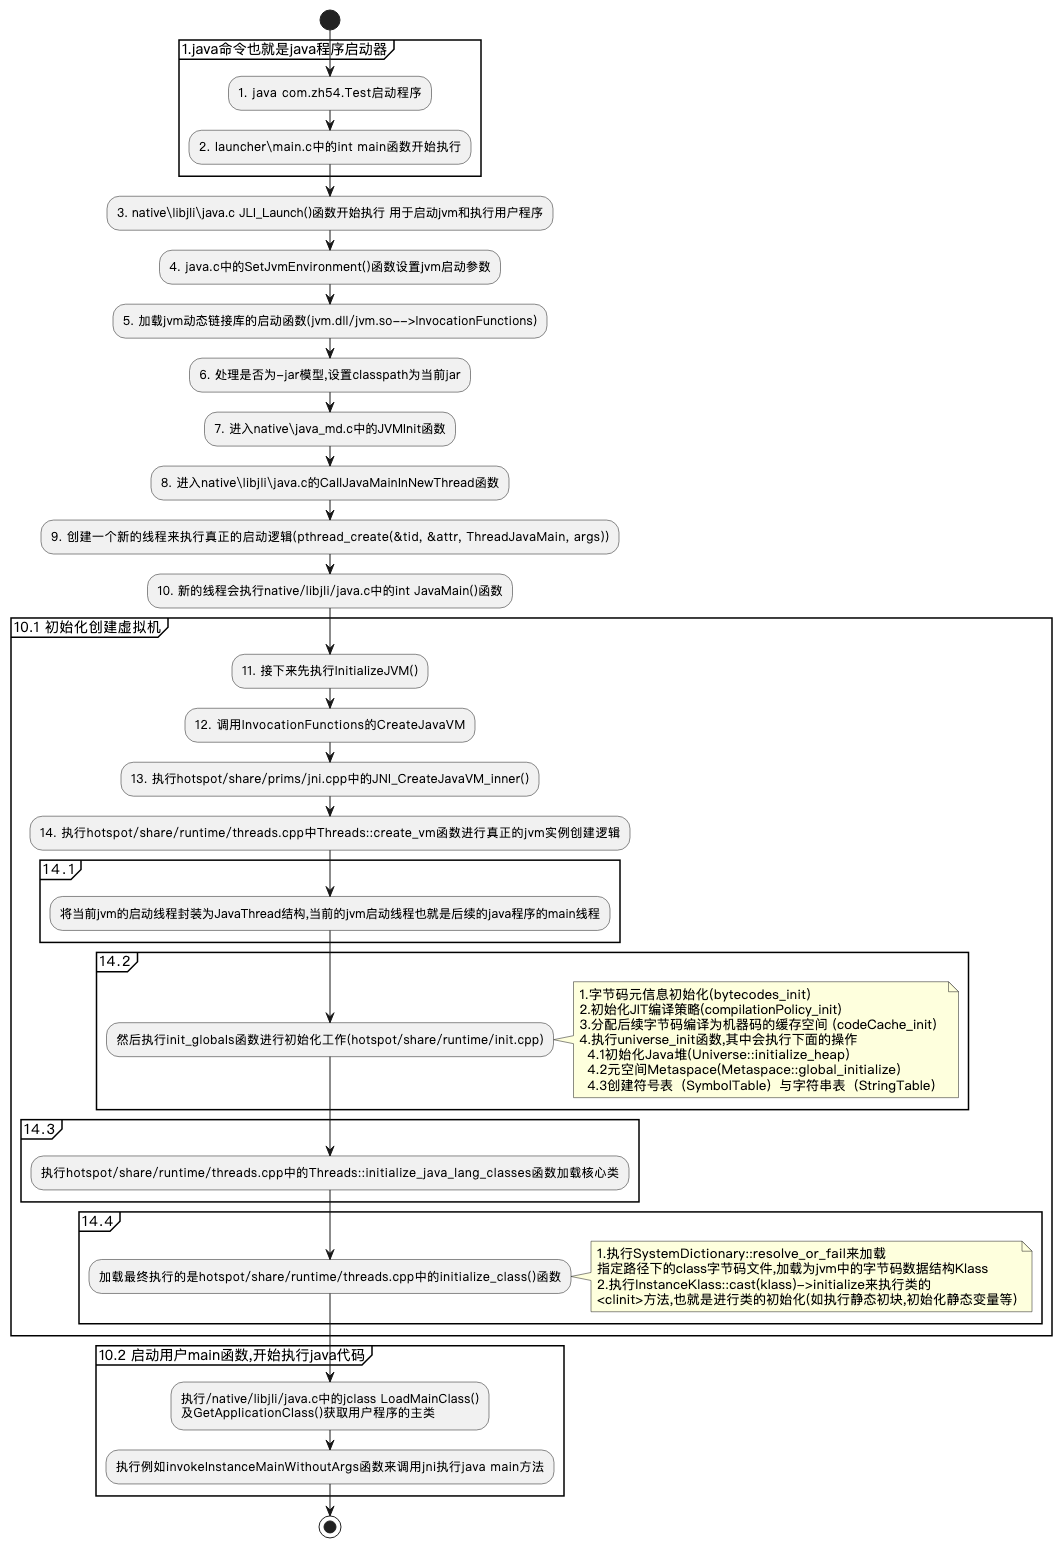 1.java命令也就是java程序启动器
1. java com.zh54.Test启动程序
2. launcher\main.c中的int main函数开始执行
3. native\libjli\java.c JLI_Launch()函数开始执行 用于启动jvm和执行用户程序
4. java.c中的SetJvmEnvironment()函数设置jvm启动参数
5. 加载jvm动态链接库的启动函数(jvm.dll/jvm.so-->InvocationFunctions)
6. 处理是否为-jar模型,设置classpath为当前jar
7. 进入native\java_md.c中的JVMInit函数
8. 进入native\libjli\java.c的CallJavaMainInNewThread函数
9. 创建一个新的线程来执行真正的启动逻辑(pthread_create(&tid, &attr, ThreadJavaMain, args))
10. 新的线程会执行native/libjli/java.c中的int JavaMain()函数
10.1 初始化创建虚拟机
11. 接下来先执行InitializeJVM()
12. 调用InvocationFunctions的CreateJavaVM
13. 执行hotspot/share/prims/jni.cpp中的JNI_CreateJavaVM_inner()
14. 执行hotspot/share/runtime/threads.cpp中Threads::create_vm函数进行真正的jvm实例创建逻辑
14.1
将当前jvm的启动线程封装为JavaThread结构,当前的jvm启动线程也就是后续的java程序的main线程
14.2
然后执行init_globals函数进行初始化工作(hotspot/share/runtime/init.cpp)
1.字节码元信息初始化(bytecodes_init)
2.初始化JIT编译策略(compilationPolicy_init)
3.分配后续字节码编译为机器码的缓存空间 (codeCache_init)
4.执行universe_init函数,其中会执行下面的操作
4.1初始化Java堆(Universe::initialize_heap)
4.2元空间Metaspace(Metaspace::global_initialize)
4.3创建符号表（SymbolTable）与字符串表（StringTable）
14.3
执行hotspot/share/runtime/threads.cpp中的Threads::initialize_java_lang_classes函数加载核心类
14.4
加载最终执行的是hotspot/share/runtime/threads.cpp中的initialize_class()函数
1.执行SystemDictionary::resolve_or_fail来加载
指定路径下的class字节码文件,加载为jvm中的字节码数据结构Klass
2.执行InstanceKlass::cast(klass)->initialize来执行类的
<clinit>方法,也就是进行类的初始化(如执行静态初块,初始化静态变量等)
10.2 启动用户main函数,开始执行java代码
执行/native/libjli/java.c中的jclass LoadMainClass()
及GetApplicationClass()获取用户程序的主类
执行例如invokeInstanceMainWithoutArgs函数来调用jni执行java main方法